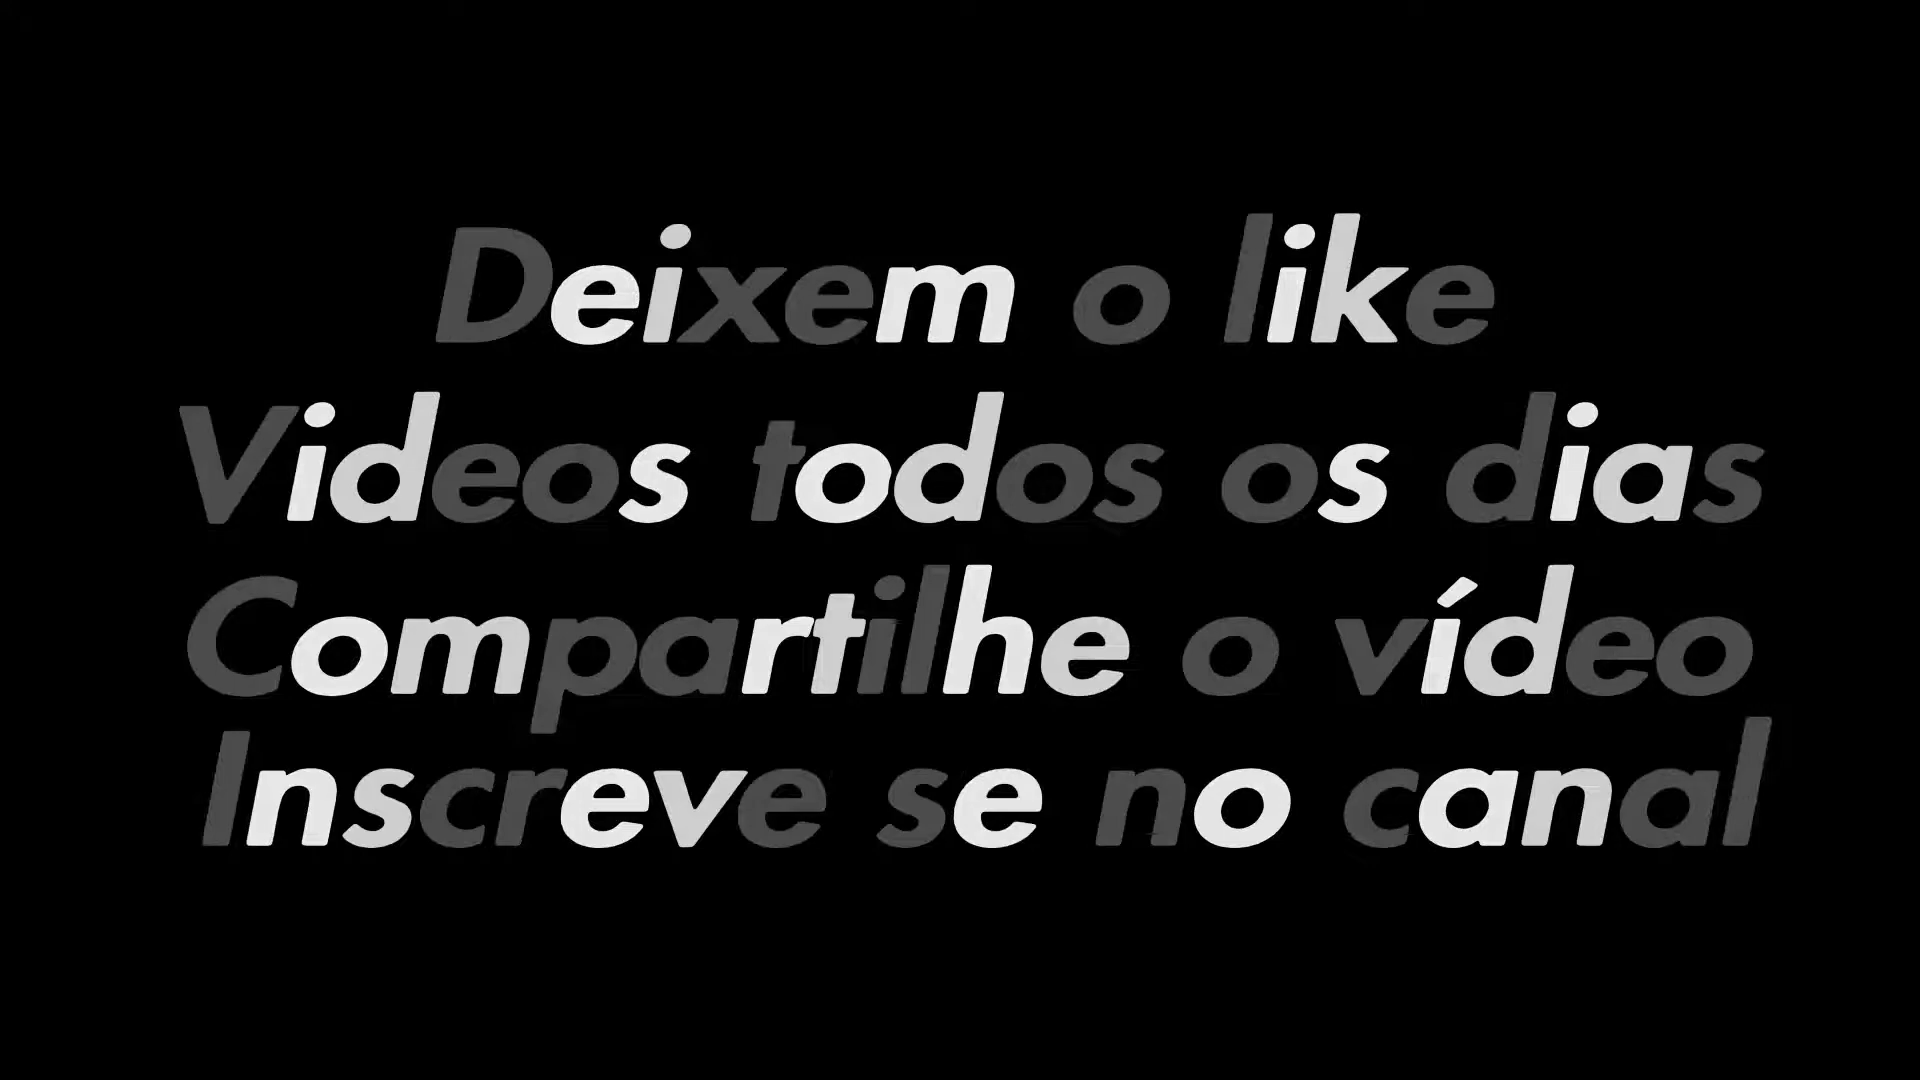 Deixem o like
Videos todos os dias
Compartilhe o vídeo
Inscreve se no canal